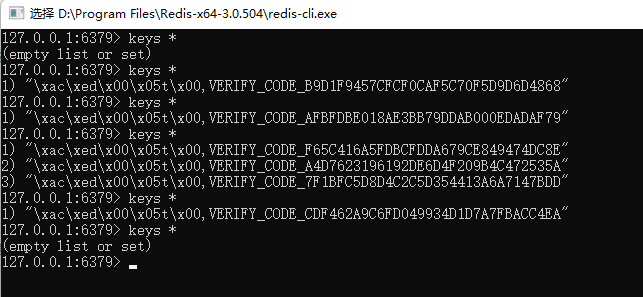 选择 D:\Program Files\Redis-x64-3.0.504\redis-cli.exe
127.0.0.1:6379> keys *
(empty list or set)
127.0.0.1:6379> keys *
1) "\xac\xed\x00\x05t\x00,VERIFY_CODE_B9D1F9457CFCF0CAF5C70F5D9D6D4868"
127.0.0.1:6379> keys *
1) "\xac\xed\x00\x05t\x00,VERIFY_CODE_AFBFDBE018AE3BB79DDAB000EDADAF79"
127.0.0.1:6379> keys *
1) "\xac\xed\x00\x05t\x00,VERIFY_CODE_F65C416A5FDBCFDDA679CE849474DC8E"
2) "\xac\xed\x00\x05t\x00,VERIFY_CODE_A4D7623196192DE6D4F209B4C472535A"
3) "\xac\xed\x00\x05t\x00,VERIFY_CODE_7F1BFC5D8D4C2C5D354413A6A7147BDD"
127.0.0.1:6379> keys *
1) "\xac\xed\x00\x05t\x00,VERIFY_CODE_CDF462A9C6FD049934D1D7A7FBACC4EA"
127.0.0.1:6379> keys *
(empty list or set)
127.0.0.1:6379>